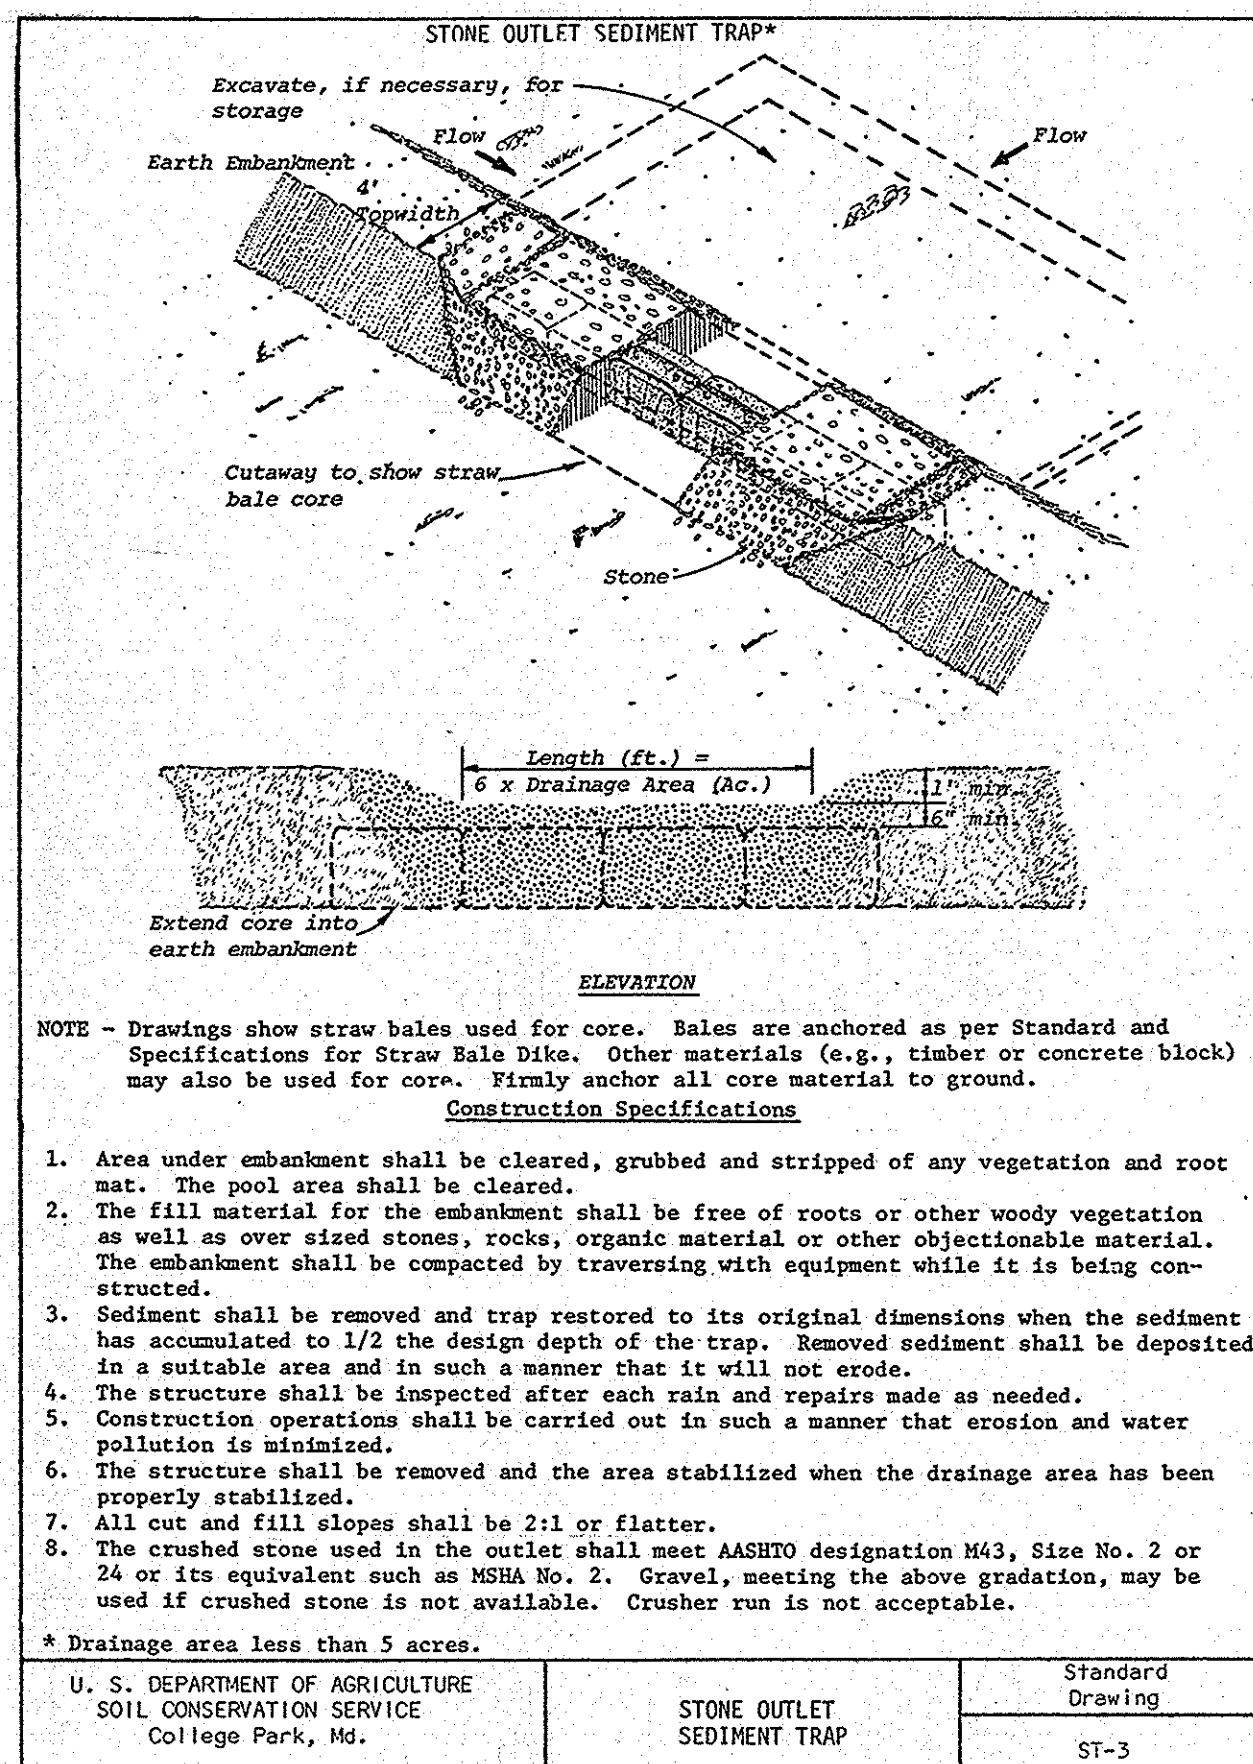 STONE OUTLET SEDIMENT TRAP*
Excavate, if necessary, for
storage
Flow
Flow
Earth Embankment
4'
Topwidth
Cutaway to show straw
bale core
Stone
Length (ft.) =
6 x Drainage Area (Ac.)
1' min.
6" min.
Extend core into
earth embankment
ELEVATION
NOTE - Drawings show straw bales used for core. Bales are anchored as per Standard and
Specifications for Straw Bale Dike. Other materials (e.g., timber or concrete block)
may also be used for core. Firmly anchor all core material to ground.
Construction Specifications
1. Area under embankment shall be cleared, grubbed and stripped of any vegetation and root
mat. The pool area shall be cleared.
2. The fill material for the embankment shall be free of roots or other woody vegetation
as well as over sized stones, rocks, organic material or other objectionable material.
The embankment shall be compacted by traversing with equipment while it is being con-
structed.
3. Sediment shall be removed and trap restored to its original dimensions when the sediment
has accumulated to 1/2 the design depth of the trap. Removed sediment shall be deposited
in a suitable area and in such a manner that it will not erode.
4. The structure shall be inspected after each rain and repairs made as needed.
5. Construction operations shall be carried out in such a manner that erosion and water
pollution is minimized.
6. The structure shall be removed and the area stabilized when the drainage area has been
properly stabilized.
7. All cut and fill slopes shall be 2:1 or flatter.
8. The crushed stone used in the outlet shall meet AASHTO designation M43, Size No. 2 or
24 or its equivalent such as MSHA No. 2. Gravel, meeting the above gradation, may be
used if crushed stone is not available. Crusher run is not acceptable.
* Drainage area less than 5 acres.
U. S. DEPARTMENT OF AGRICULTURE
SOIL CONSERVATION SERVICE
College Park, Md.
STONE OUTLET
SEDIMENT TRAP
Standard
Drawing
ST-3